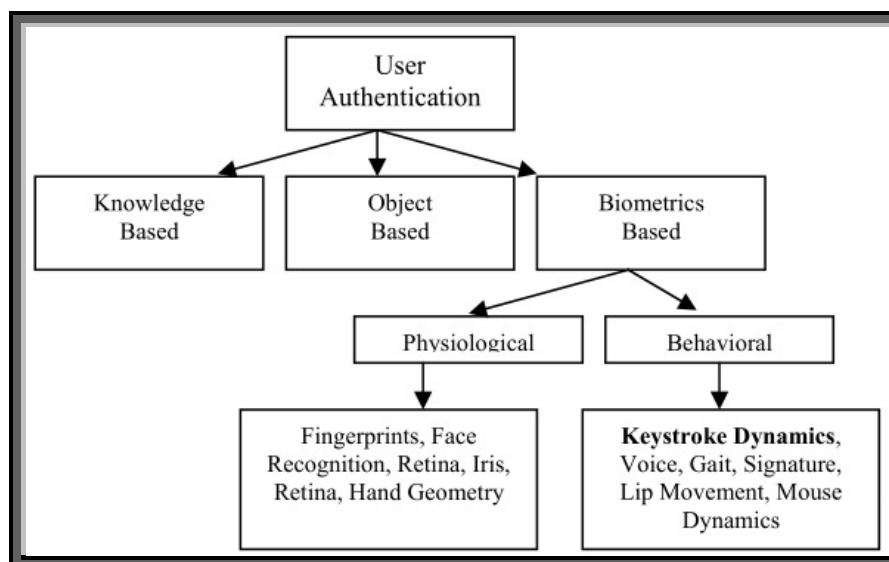 User
Authentication
Knowledge
Based
Object
Based
Biometrics
Based
Physiological
Behavioral
Fingerprints, Face
Recognition, Retina, Iris,
Retina, Hand Geometry
Keystroke Dynamics,
Voice, Gait, Signature,
Lip Movement, Mouse
Dynamics